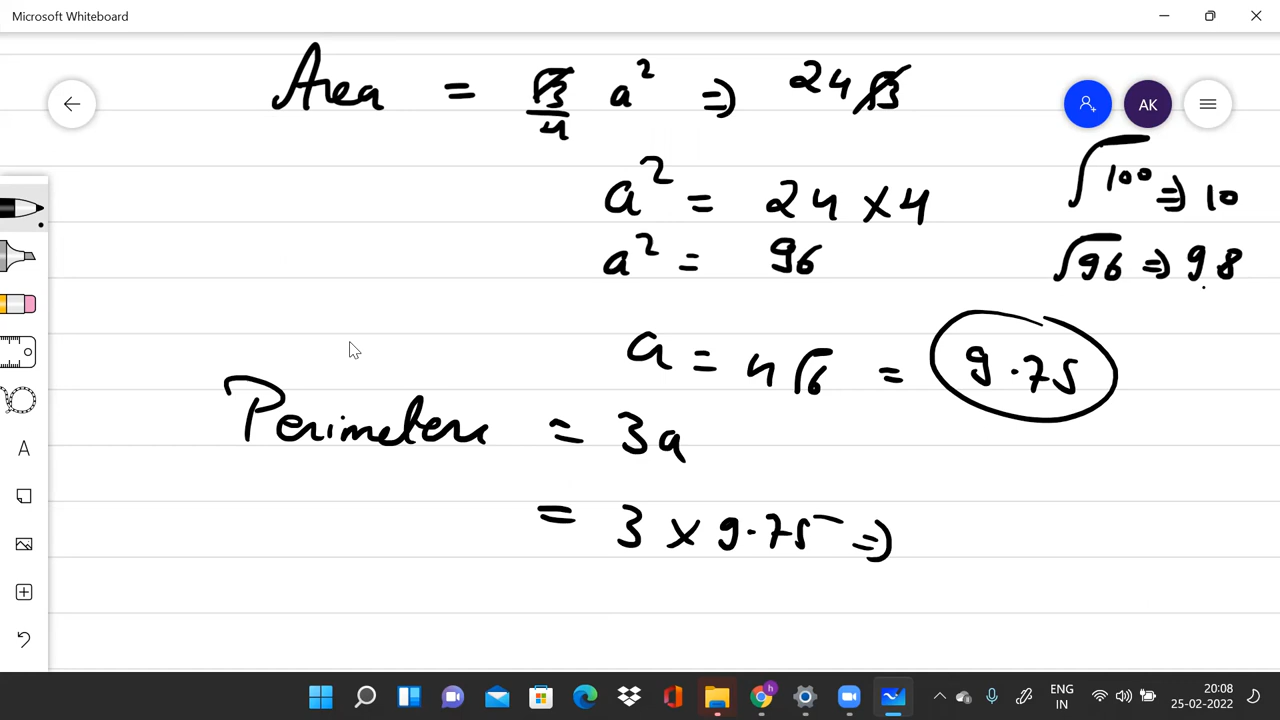 Microsoft Whiteboard
Area = √3/4 a² ⇒ 24√3
AK
a² = 24 × 4
√100 ⇒ 10
a² = 96
√96 ⇒ 9.8
a = 4√6 = 9.75
Perimeter = 3a
= 3 × 9.75 ⇒
A
ENG
IN
20:08
25-02-2022